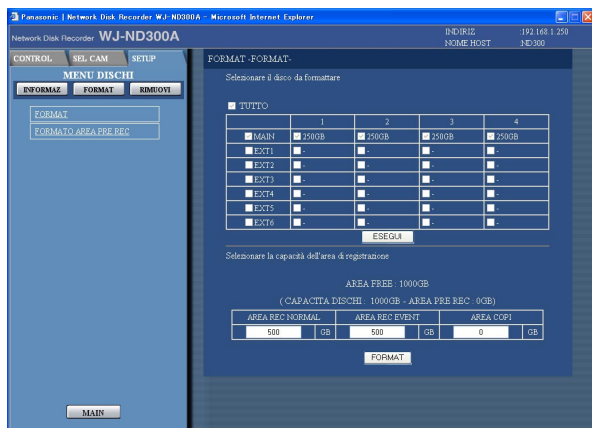 Panasonic | Network Disk Recorder WJ-ND300A - Microsoft Internet Explorer
Network Disk Recorder WJ-ND300A
INDIRIZ :192.168.1.250
NOME HOST :ND300
CONTROL SEL CAM SETUP
MENU DISCHI
INFORMAZ FORMAT RIMUOVI
FORMAT
FORMATO AREA PRE REC
MAIN
FORMAT -FORMAT-
Selezionare il disco da formattare
TUTTO
1 2 3 4
MAIN 250GB 250GB 250GB 250GB
EXT1 - - - -
EXT2 - - - -
EXT3 - - - -
EXT4 - - - -
EXT5 - - - -
EXT6 - - - -
ESEGUI
Selezionare la capacità dell'area di registrazione
AREA FREE : 1000GB
( CAPACITA DISCHI : 1000GB - AREA PRE REC : 0GB)
AREA REC NORMAL AREA REC EVENT AREA COPI
500 GB 500 GB 0 GB
FORMAT